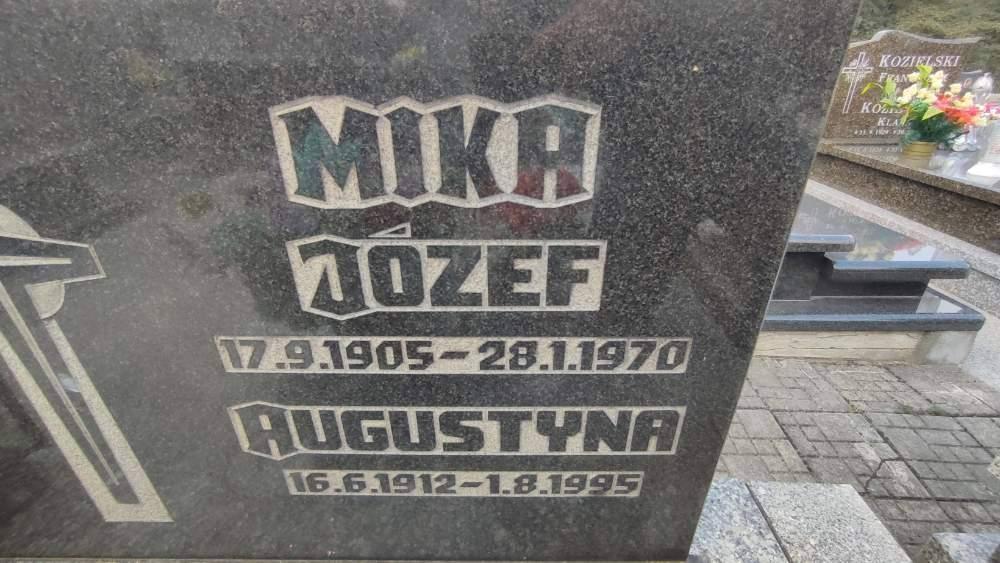 MIKA
JÓZEF
17.9.1905-28.1.1970
AUGUSTYNA
16.6.1912-1.8.1995
KOZIELSKI